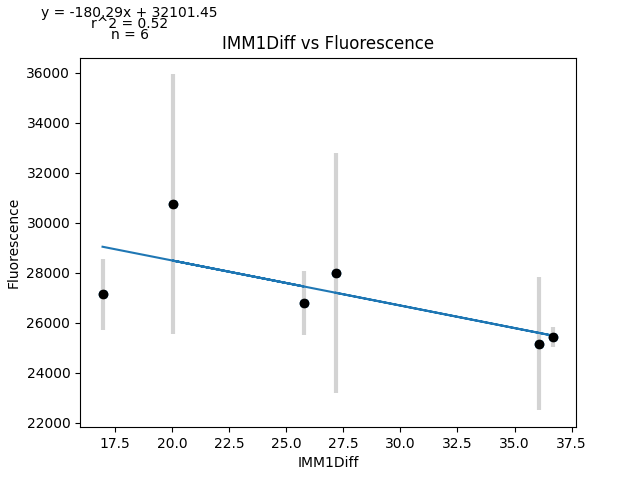 y = -180.29x + 32101.45
r^2 = 0.52
n = 6
IMM1Diff vs Fluorescence
36000
34000
32000
30000
28000
26000
24000
22000
Fluorescence
17.5 20.0 22.5 25.0 27.5 30.0 32.5 35.0 37.5
IMM1Diff